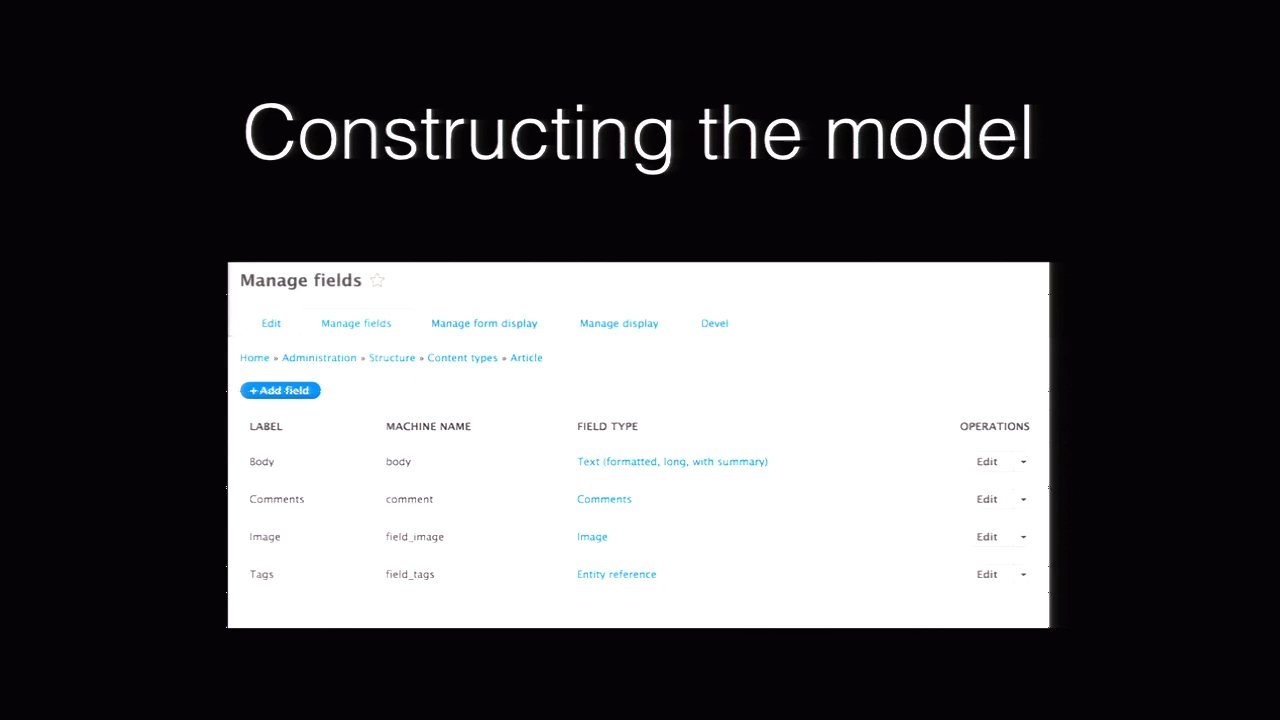 Constructing the model
Manage fields
Edit Manage fields Manage form display Manage display Devel
Home » Administration » Structure » Content types » Article
+ Add field
LABEL MACHINE NAME FIELD TYPE OPERATIONS
Body body Text (formatted, long, with summary) Edit
Comments comment Comments Edit
Image field_image Image Edit
Tags field_tags Entity reference Edit